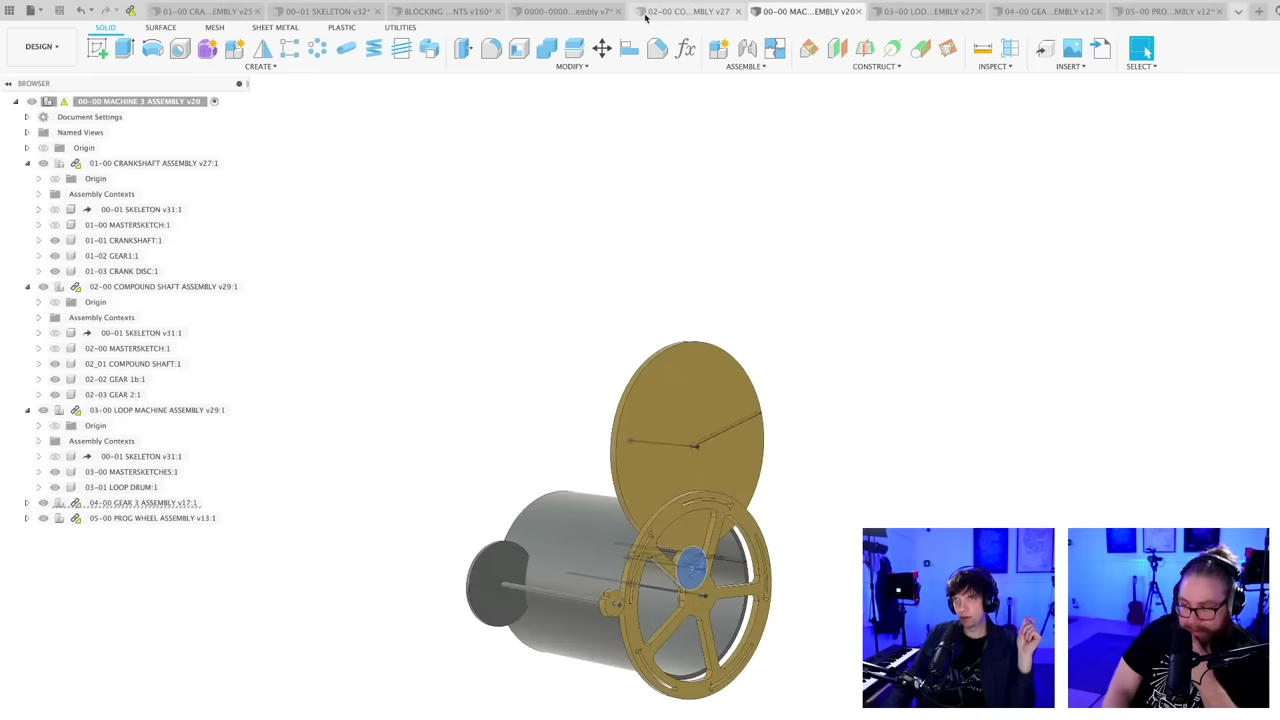 01-00 CRA...EMBLY v25
00-01 SKELETON v32*
BLOCKING ...NTS v160*
0000-0000...embly v7*
02-00 CO...MBLY v27
00-00 MAC...EMBLY v20
03-00 LOO...EMBLY v27
04-00 GEA...EMBLY v12
05-00 PRO...MBLY v12*
SOLID
SURFACE
MESH
SHEET METAL
PLASTIC
UTILITIES
DESIGN
CREATE
MODIFY
ASSEMBLE
CONSTRUCT
INSPECT
INSERT
SELECT
BROWSER
00-00 MACHINE 3 ASSEMBLY v20
Document Settings
Named Views
Origin
01-00 CRANKSHAFT ASSEMBLY v27:1
Origin
Assembly Contexts
00-01 SKELETON v31:1
01-00 MASTERSKETCH:1
01-01 CRANKSHAFT:1
01-02 GEAR1:1
01-03 CRANK DISC:1
02-00 COMPOUND SHAFT ASSEMBLY v29:1
Origin
Assembly Contexts
00-01 SKELETON v31:1
02-00 MASTERSKETCH:1
02_01 COMPOUND SHAFT:1
02-02 GEAR 1b:1
02-03 GEAR 2:1
03-00 LOOP MACHINE ASSEMBLY v29:1
Origin
Assembly Contexts
00-01 SKELETON v31:1
03-00 MASTERSKETCHES:1
03-01 LOOP DRUM:1
04-00 GEAR 3 ASSEMBLY v17:1
05-00 PROG WHEEL ASSEMBLY v13:1